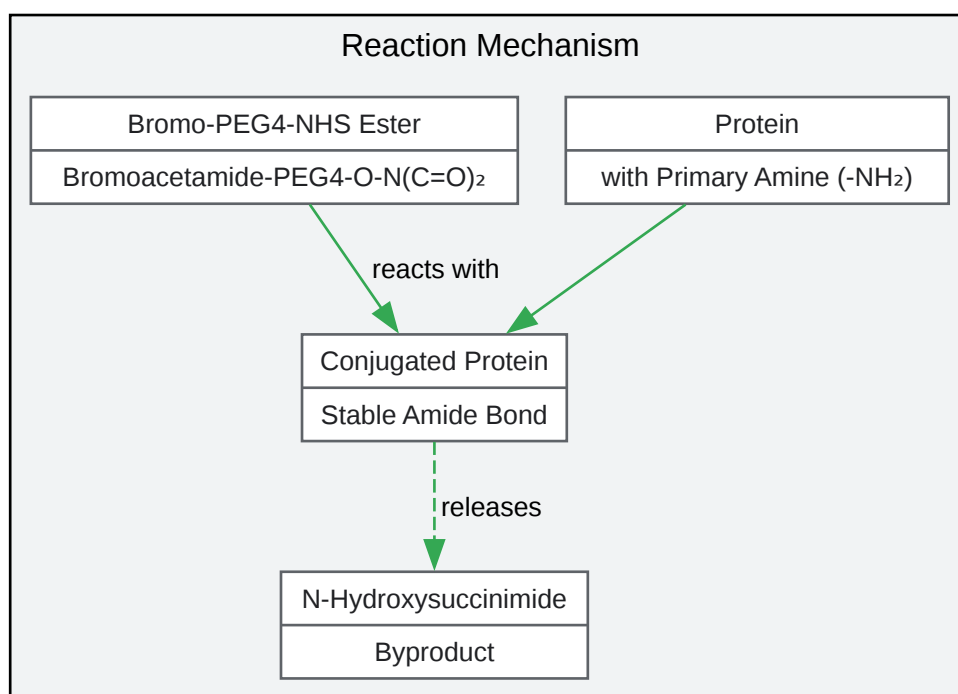 Reaction Mechanism
Bromo-PEG4-NHS Ester
Bromoacetamide-PEG4-O-N(C=O)₂
Protein
with Primary Amine (-NH₂)
reacts with
Conjugated Protein
Stable Amide Bond
releases
N-Hydroxysuccinimide
Byproduct